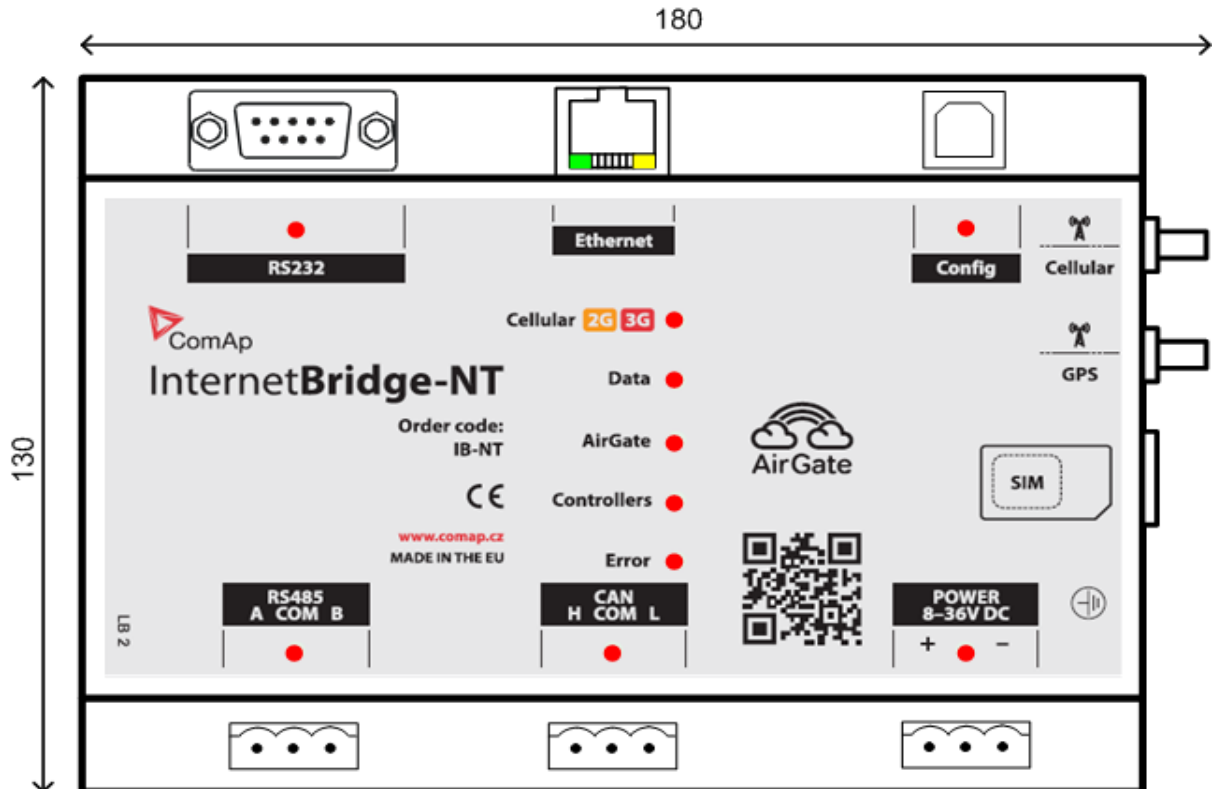 180
130
RS232
Ethernet
Config
Cellular
Cellular 2G 3G
ComAp
InternetBridge-NT
Data
GPS
Order code:
IB-NT
AirGate
AirGate
SIM
CE
Controllers
www.comap.cz
MADE IN THE EU
Error
RS485
A COM B
CAN
H COM L
POWER
8–36V DC
+ −
LB 2